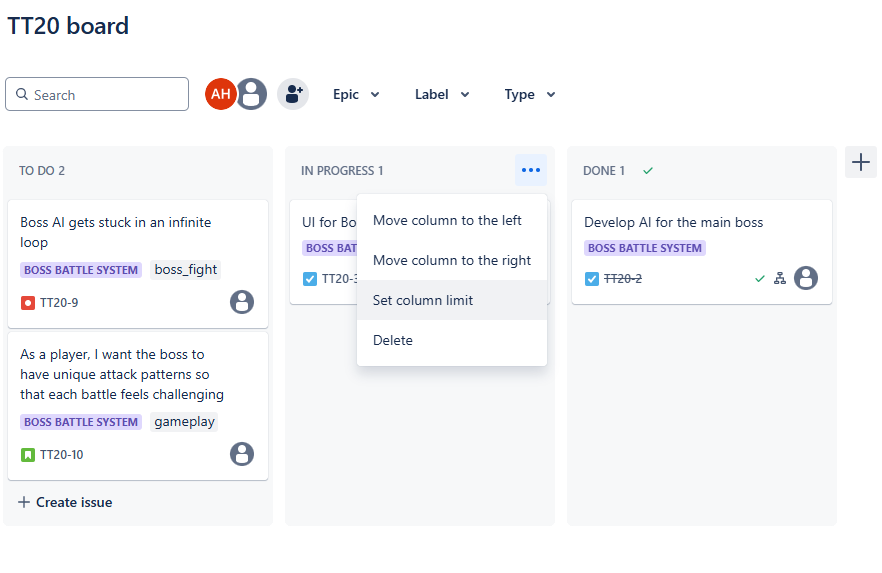 TT20 board
Search
AH
Epic
Label
Type
TO DO 2
Boss AI gets stuck in an infinite
loop
BOSS BATTLE SYSTEM boss_fight
TT20-9
As a player, I want the boss to
have unique attack patterns so
that each battle feels challenging
BOSS BATTLE SYSTEM gameplay
TT20-10
Create issue
IN PROGRESS 1
UI for Bo
BOSS BAT
TT20-3
Move column to the left
Move column to the right
Set column limit
Delete
DONE 1
Develop AI for the main boss
BOSS BATTLE SYSTEM
TT20-2